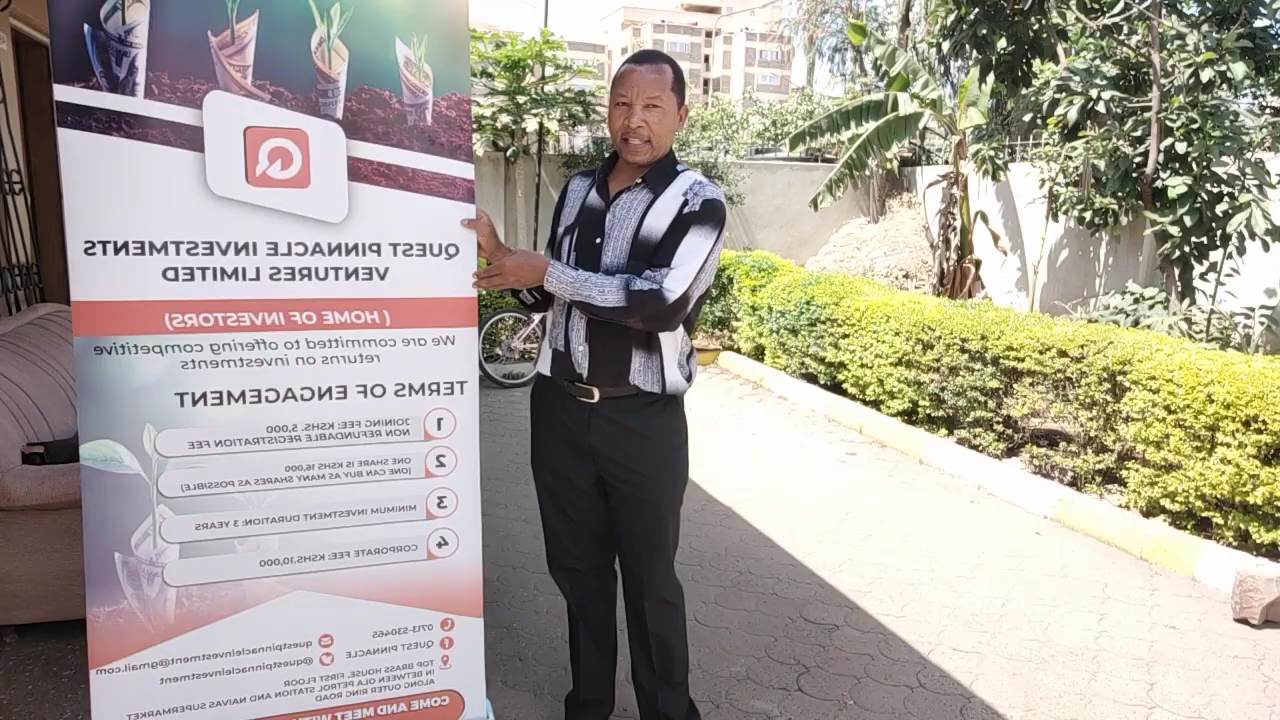 QUEST PINNACLE INVESTMENTS
VENTURES LIMITED
( HOME OF INVESTORS)
We are committed to offering competitive
returns on investments
TERMS OF ENGAGEMENT
1
JOINING FEE: KSHS. 5,000
NON REFUNDABLE REGISTRATION FEE
2
ONE SHARE IS KSHS 16,000
(ONE CAN BUY AS MANY SHARES AS POSSIBLE)
3
MINIMUM INVESTMENT DURATION: 3 YEARS
4
CORPORATE FEE: KSHS.10,000
0713-530465
questpinnacleinvestment@gmail.com
QUEST PINNACLE
@questpinnacleinvestment
TOP BRASS HOUSE, FIRST FLOOR
IN BETWEEN OLA PETROL STATION AND NAIVAS SUPERMARKET
ALONG OUTER RING ROAD
COME AND MEET WITH